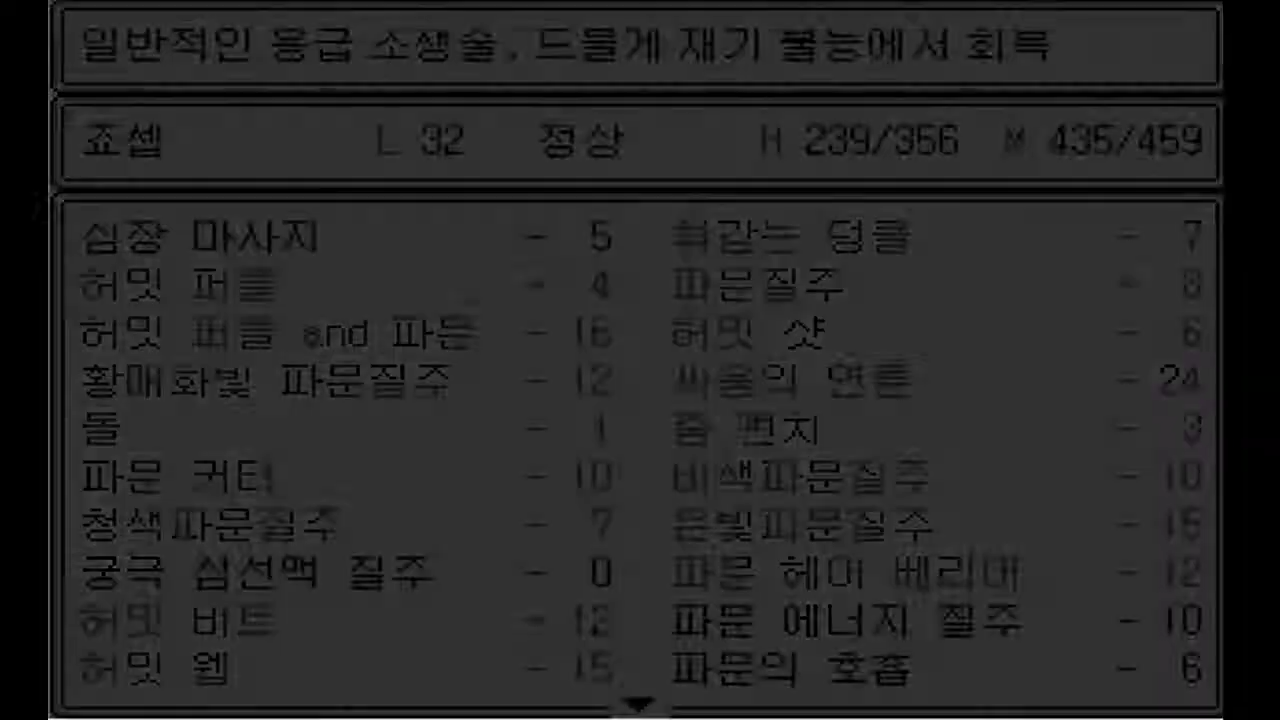 일반적인 응급 소생술. 드물게 재기 불능에서 회복
죠셀 L 32 정상 H 239/356 M 435/459
심장 마사지 - 5 뷁같는 덩쿨 - 7
허밋 퍼플 - 4 파문질주 - 8
허밋 퍼플 and 파문 - 16 허밋 샷 - 6
황매화빛 파문질주 - 12 싸움의 연륜 - 24
돌 - 1 줌 펀치 - 3
파문 커터 - 10 비색파문질주 - 10
청색파문질주 - 7 은빛파문질주 - 15
궁극 심선맥 질주 - 0 파문 헤어 베리어 - 12
허밋 비트 - 12 파문 에너지 질주 - 10
허밋 웹 - 15 파문의 호흡 - 6